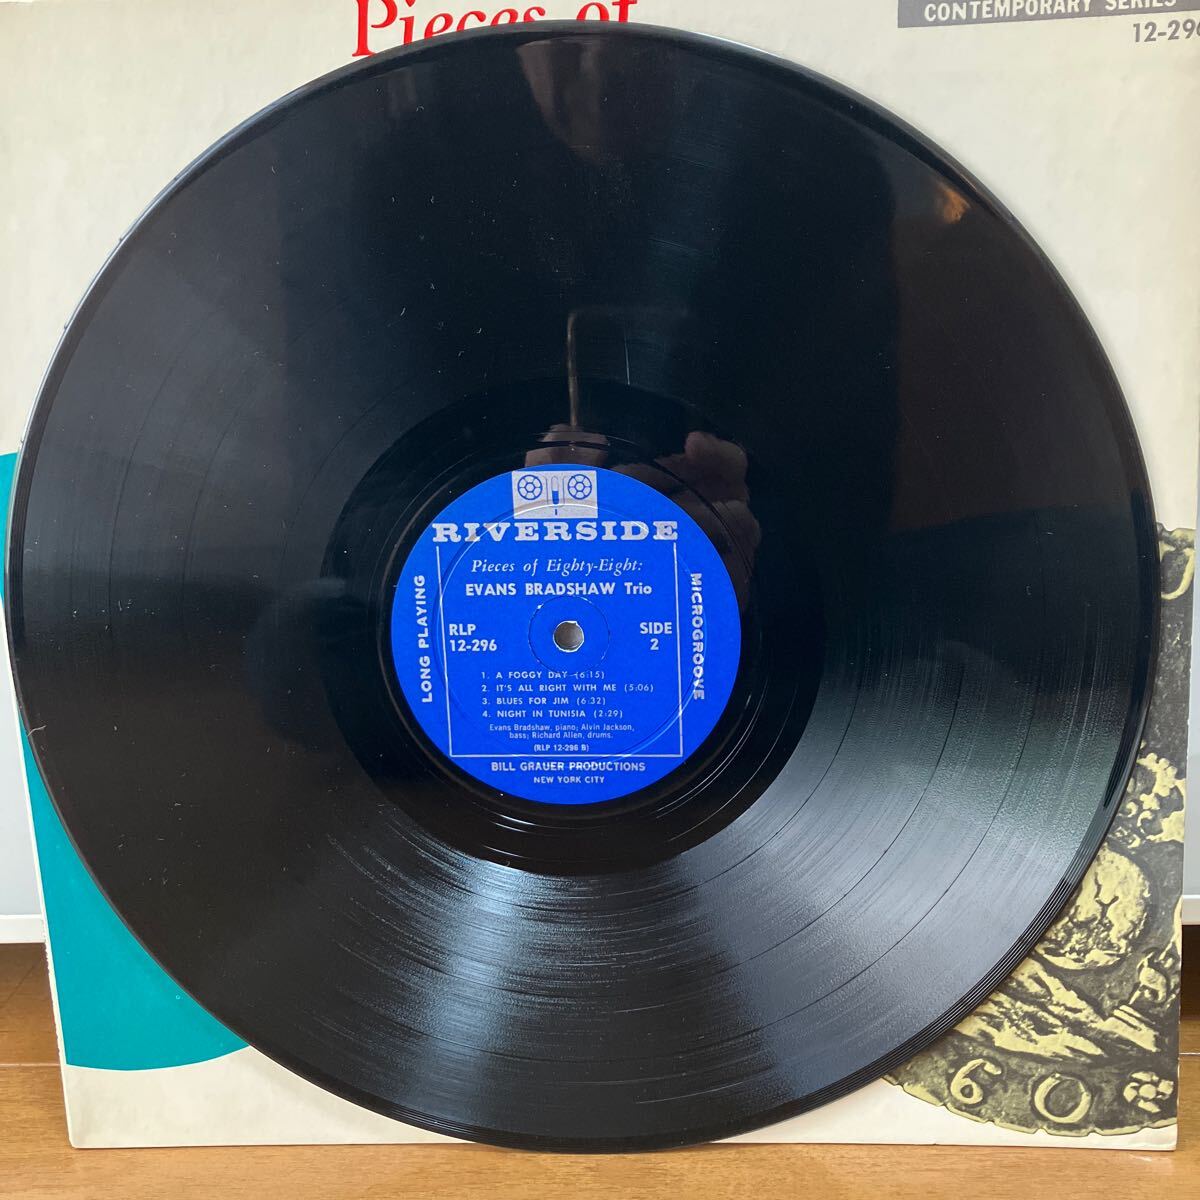 Pieces of
CONTEMPORARY SERIES
12-296
RIVERSIDE
Pieces of Eighty-Eight:
EVANS BRADSHAW Trio
LONG PLAYING
MICROGROOVE
RLP
12-296
SIDE
2
1. A FOGGY DAY (6:15)
2. IT'S ALL RIGHT WITH ME (5:06)
3. BLUES FOR JIM (6:32)
4. NIGHT IN TUNISIA (2:29)
Evans Bradshaw, piano; Alvin Jackson,
bass; Richard Allen, drums.
(RLP 12-296 B)
BILL GRAUER PRODUCTIONS
NEW YORK CITY
60